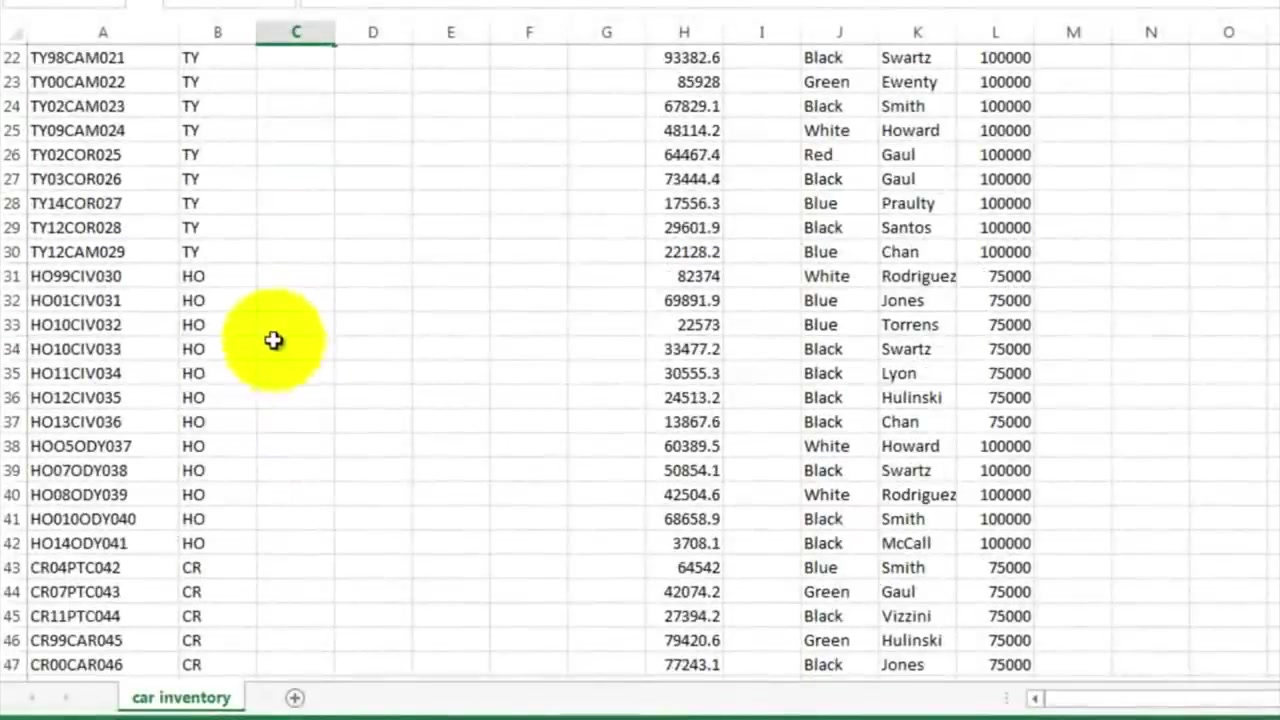 A B C D E F G H I J K L M N O
22 TY98CAM021 TY 93382.6 Black Swartz 100000
23 TY00CAM022 TY 85928 Green Ewenty 100000
24 TY02CAM023 TY 67829.1 Black Smith 100000
25 TY09CAM024 TY 48114.2 White Howard 100000
26 TY02COR025 TY 64467.4 Red Gaul 100000
27 TY03COR026 TY 73444.4 Black Gaul 100000
28 TY14COR027 TY 17556.3 Blue Praulty 100000
29 TY12COR028 TY 29601.9 Black Santos 100000
30 TY12CAM029 TY 22128.2 Blue Chan 100000
31 HO99CIV030 HO 82374 White Rodriguez 75000
32 HO01CIV031 HO 69891.9 Blue Jones 75000
33 HO10CIV032 HO 22573 Blue Torrens 75000
34 HO10CIV033 HO 33477.2 Black Swartz 75000
35 HO11CIV034 HO 30555.3 Black Lyon 75000
36 HO12CIV035 HO 24513.2 Black Hulinski 75000
37 HO13CIV036 HO 13867.6 Black Chan 75000
38 HOO5ODY037 HO 60389.5 White Howard 100000
39 HO07ODY038 HO 50854.1 Black Swartz 100000
40 HO08ODY039 HO 42504.6 White Rodriguez 100000
41 HO010ODY040 HO 68658.9 Black Smith 100000
42 HO14ODY041 HO 3708.1 Black McCall 100000
43 CR04PTC042 CR 64542 Blue Smith 75000
44 CR07PTC043 CR 42074.2 Green Gaul 75000
45 CR11PTC044 CR 27394.2 Black Vizzini 75000
46 CR99CAR045 CR 79420.6 Green Hulinski 75000
47 CR00CAR046 CR 77243.1 Black Jones 75000
car inventory